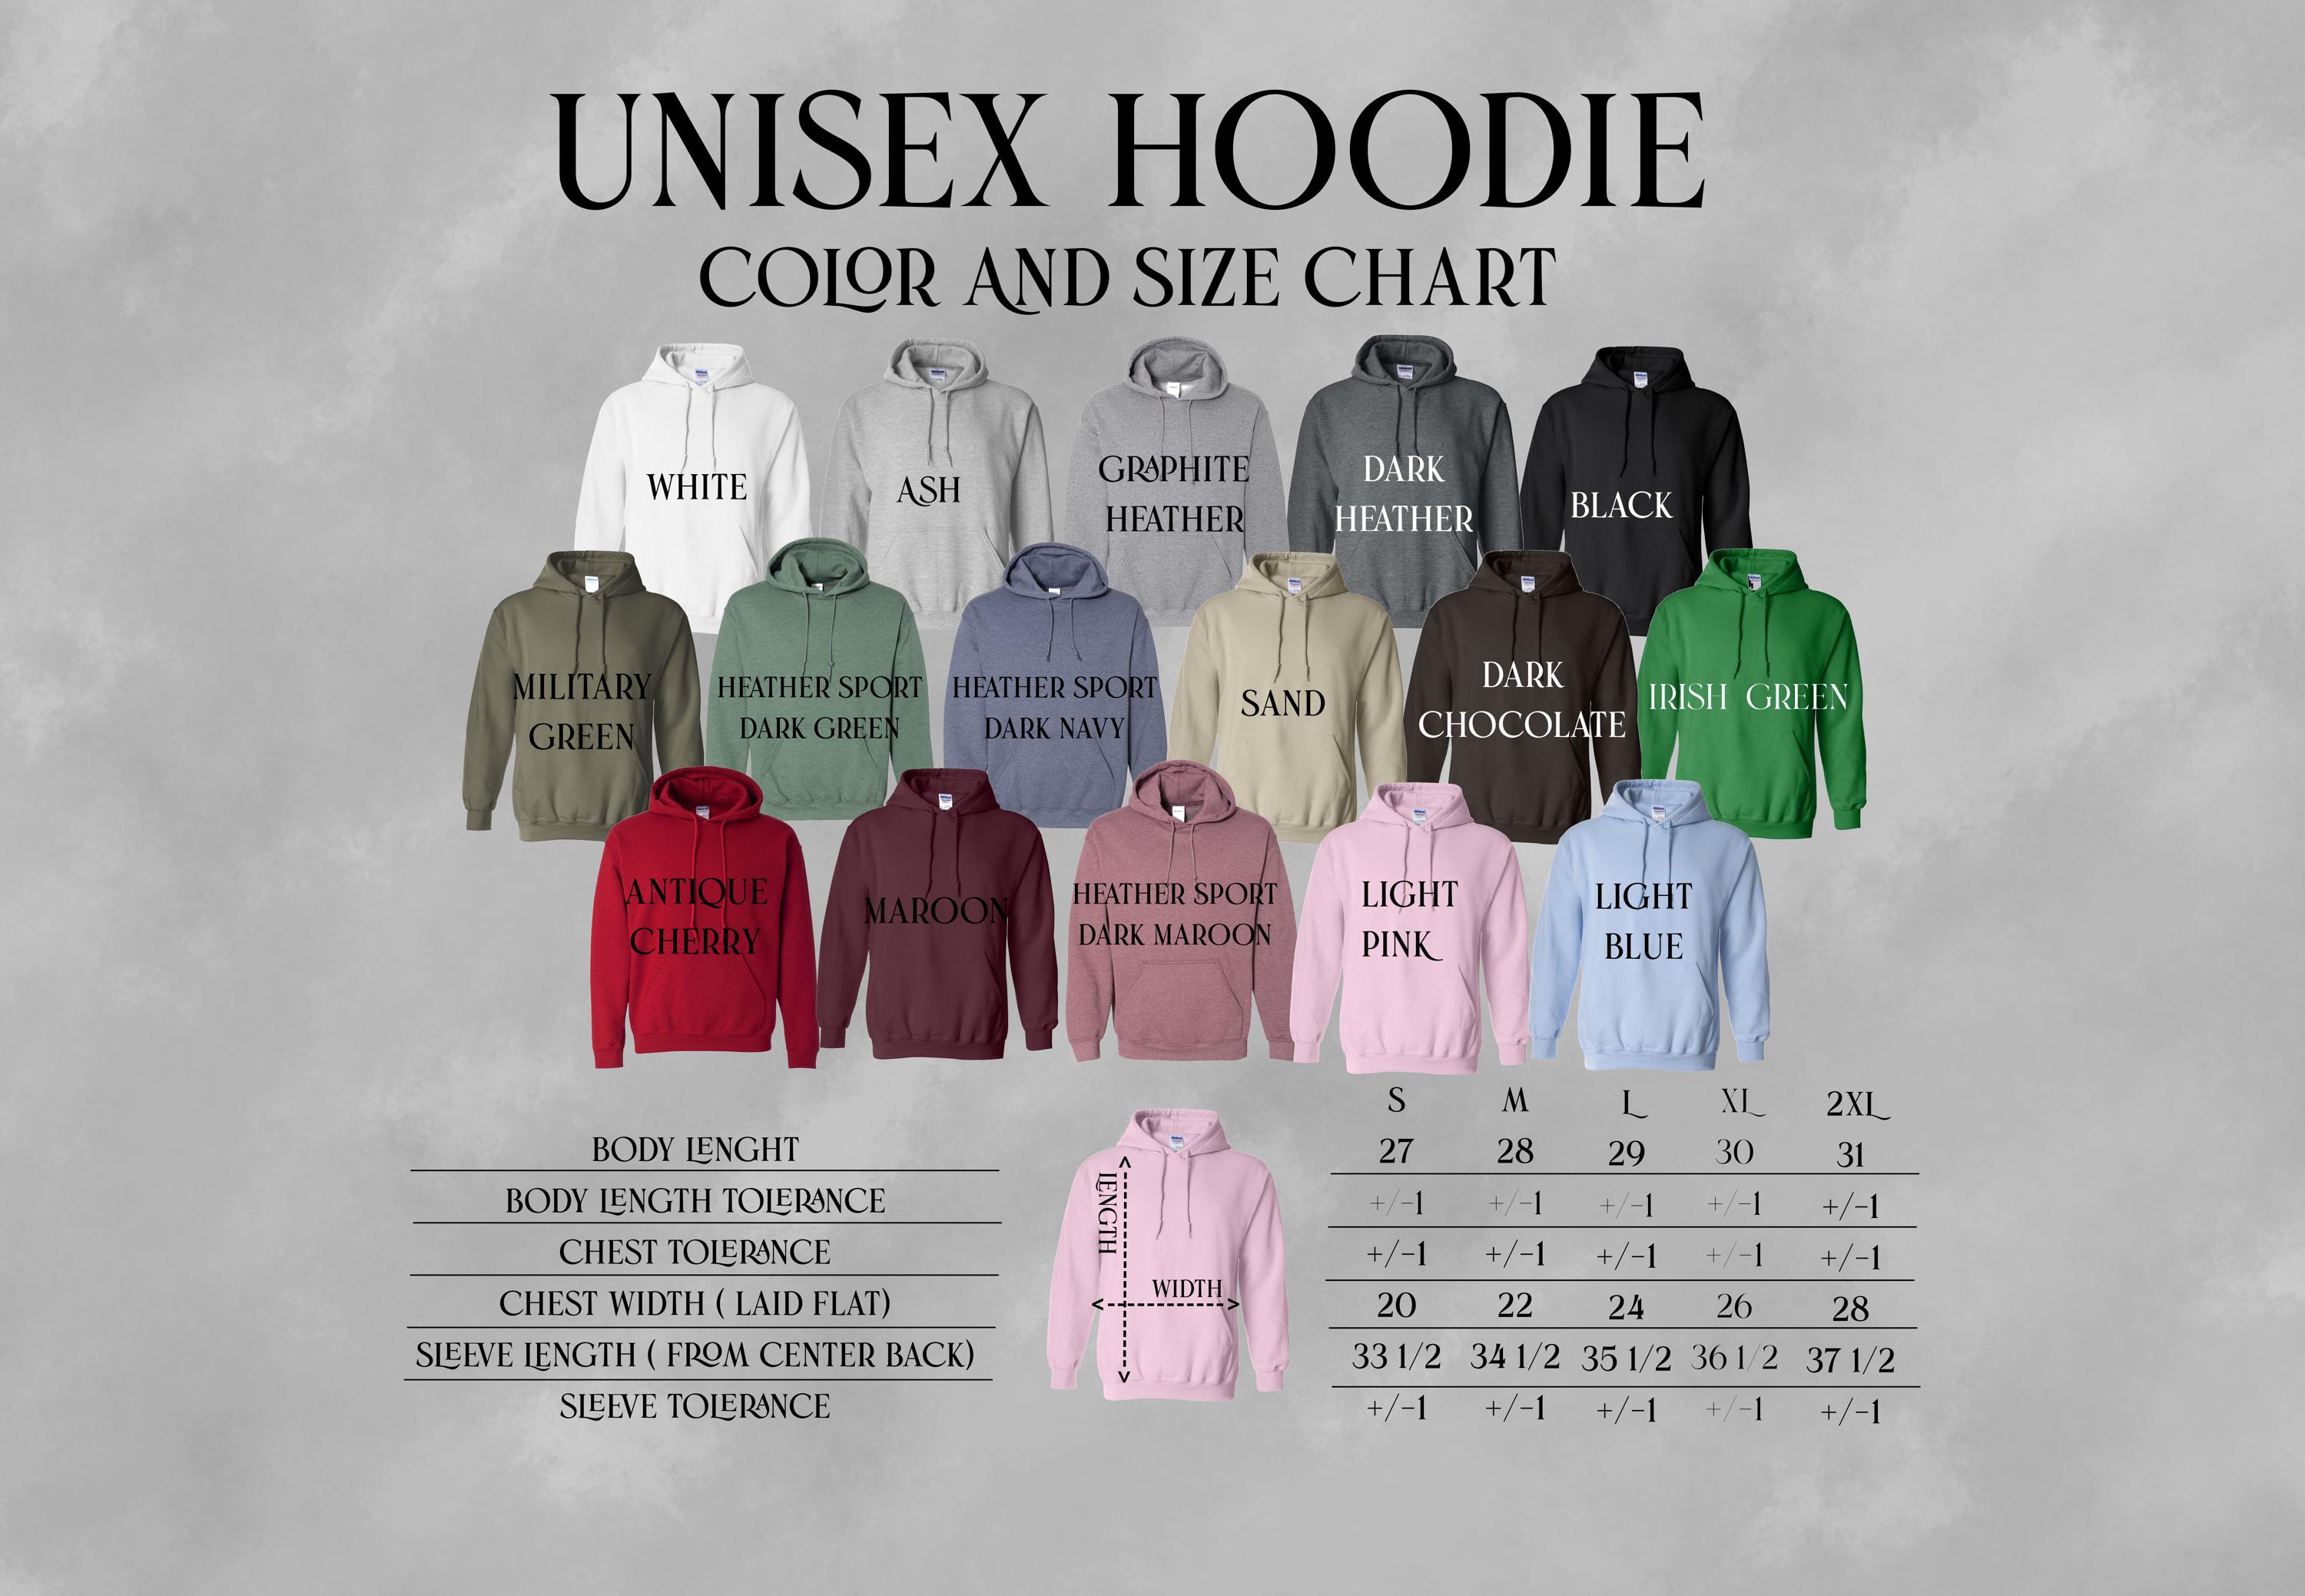 UNISEX HOODIE
COLOR AND SIZE CHART
WHITE
ASH
GRAPHITE
HEATHER
DARK
HEATHER
BLACK
MILITARY
GREEN
HEATHER SPORT
DARK GREEN
HEATHER SPORT
DARK NAVY
SAND
DARK
CHOCOLATE
IRISH GREEN
ANTIQUE
CHERRY
MAROON
HEATHER SPORT
DARK MAROON
LIGHT
PINK
LIGHT
BLUE
S M L XL 2XL
BODY LENGHT 27 28 29 30 31
BODY LENGTH TOLERANCE +/-1 +/-1 +/-1 +/-1 +/-1
CHEST TOLERANCE +/-1 +/-1 +/-1 +/-1 +/-1
CHEST WIDTH ( LAID FLAT) 20 22 24 26 28
SLEEVE LENGTH ( FROM CENTER BACK) 33 1/2 34 1/2 35 1/2 36 1/2 37 1/2
SLEEVE TOLERANCE +/-1 +/-1 +/-1 +/-1 +/-1
LENGTH
WIDTH